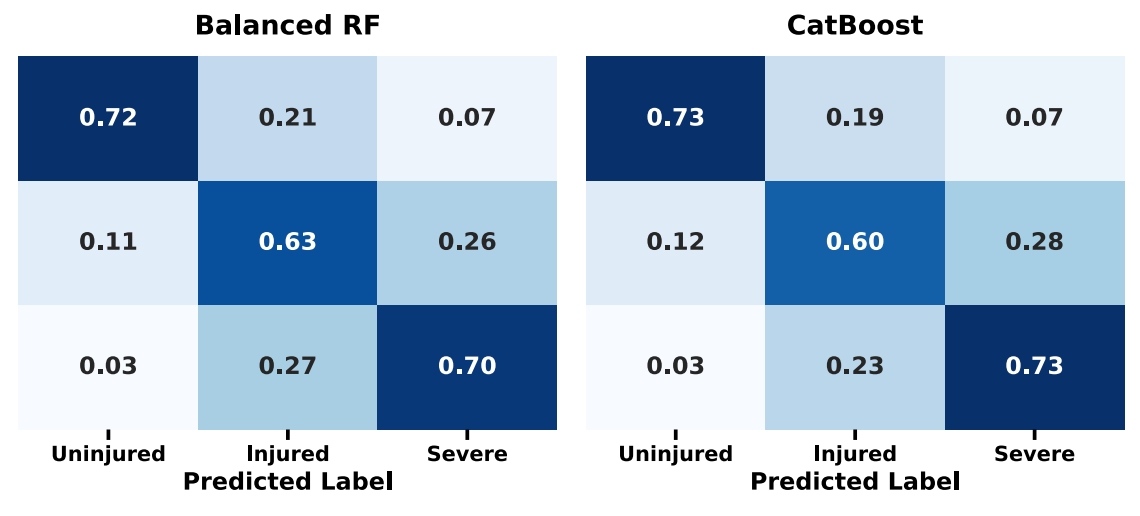 Balanced RF
0.72 0.21 0.07
0.11 0.63 0.26
0.03 0.27 0.70
Uninjured Injured Severe
Predicted Label
CatBoost
0.73 0.19 0.07
0.12 0.60 0.28
0.03 0.23 0.73
Uninjured Injured Severe
Predicted Label